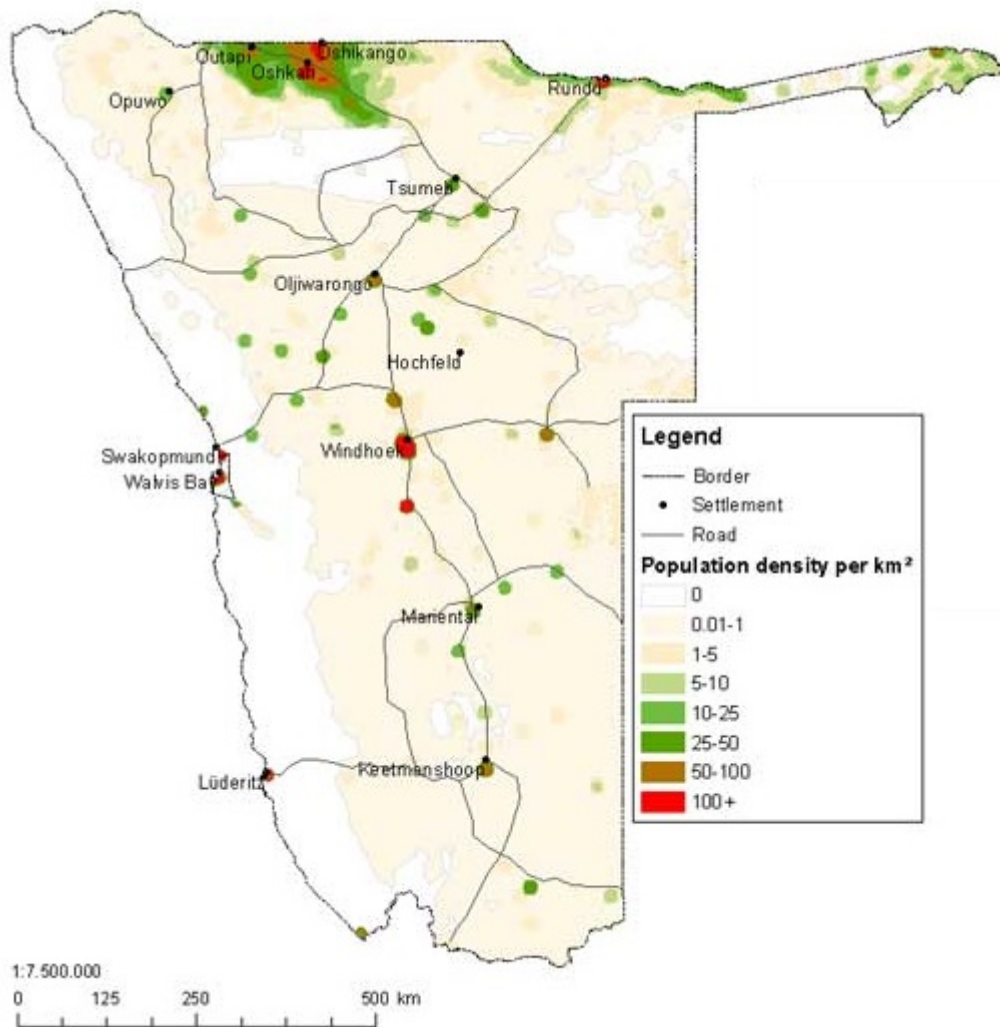 Outapi
Oshikango
Oshkati
Opuwo
Rundu
Tsumeb
Oljiwarongo
Hochfeld
Swakopmund
Windhoek
Walvis Ba
Mariental
Lüderitz
Keetmanshoop
Legend
Border
Settlement
Road
Population density per km²
0
0.01-1
1-5
5-10
10-25
25-50
50-100
100+
1:7.500.000
0 125 250 500 km